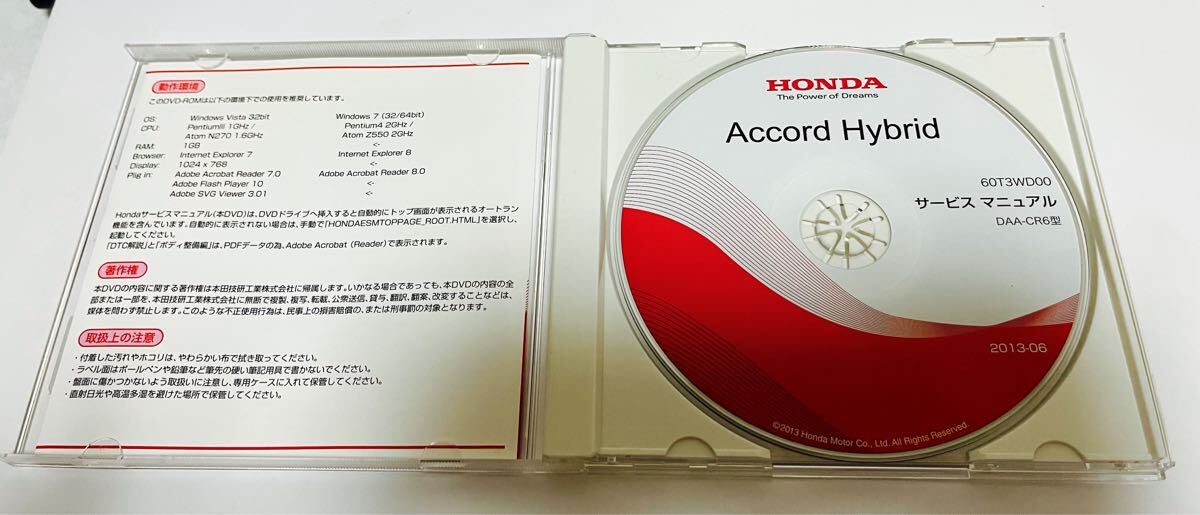 動作環境
このDVD-ROMは以下の環境下での使用を推奨しています。
OS: Windows Vista 32bit Windows 7 (32/64bit)
CPU: PentiumIII 1GHz / Pentium4 2GHz /
Atom N270 1.6GHz Atom Z550 2GHz
RAM: 1GB <-
Browser: Internet Explorer 7 Internet Explorer 8
Display: 1024 x 768 <-
Plig in: Adobe Acrobat Reader 7.0 Adobe Acrobat Reader 8.0
Adobe Flash Player 10 <-
Adobe SVG Viewer 3.01 <-
Hondaサービスマニュアル(本DVD)は、DVDドライブへ挿入すると自動的にトップ画面が表示されるオートラン
機能を含んでいます。自動的に表示されない場合は、手動で「HONDAESMTOPPAGE_ROOT.HTML」を選択し、
起動してください。
「DTC解説」と「ボディ整備編」は、PDFデータの為、Adobe Acrobat (Reader)で表示されます。
著作権
本DVDの内容に関する著作権は本田技研工業株式会社に帰属します。いかなる場合であっても、本DVDの内容の全
部または一部を、本田技研工業株式会社に無断で複製、複写、転載、公衆送信、貸与、翻訳、翻案、改変することなどは、
媒体を問わず禁止します。このような不正使用行為は、民事上の損害賠償の、または刑事罰の対象となります。
取扱上の注意
・付着した汚れやホコリは、やわらかい布で拭き取ってください。
・ラベル面はボールペンや鉛筆など筆先の硬い筆記用具で書かないでください。
・盤面に傷がつかないよう取扱いに注意し、専用ケースに入れて保管してください。
・直射日光や高温多湿を避けた場所で保管してください。
HONDA
The Power of Dreams
Accord Hybrid
60T3WD00
サービス マニュアル
DAA-CR6型
2013-06
©2013 Honda Motor Co., Ltd. All Rights Reserved.